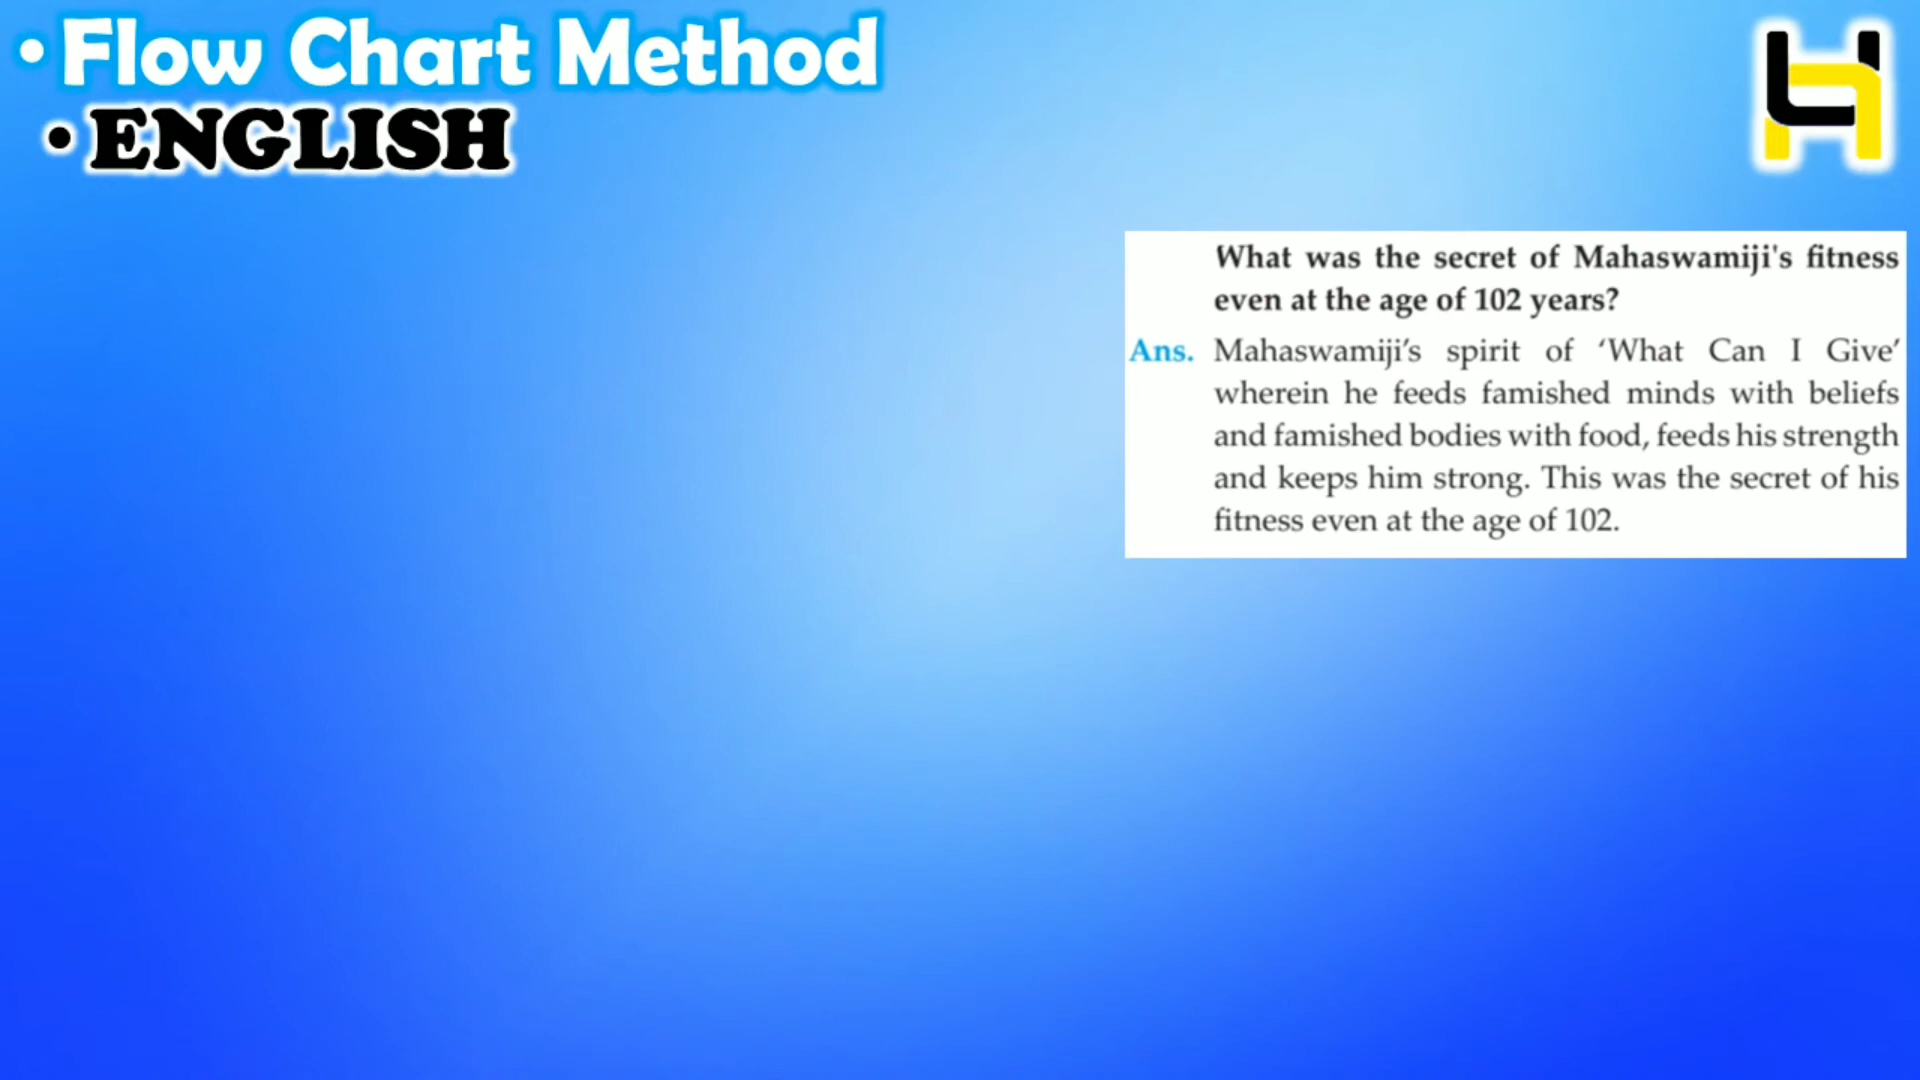 •Flow Chart Method
•ENGLISH
What was the secret of Mahaswamiji's fitness
even at the age of 102 years?
Ans. Mahaswamiji’s spirit of ‘What Can I Give’
wherein he feeds famished minds with beliefs
and famished bodies with food, feeds his strength
and keeps him strong. This was the secret of his
fitness even at the age of 102.